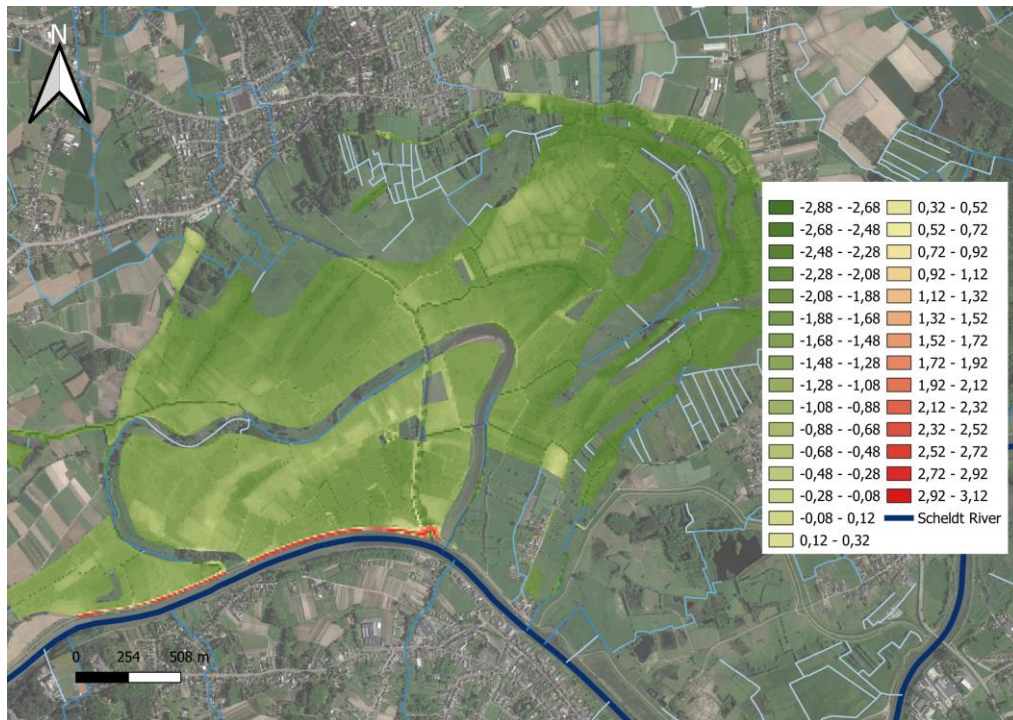 N
-2,88 - -2,68
-2,68 - -2,48
-2,48 - -2,28
-2,28 - -2,08
-2,08 - -1,88
-1,88 - -1,68
-1,68 - -1,48
-1,48 - -1,28
-1,28 - -1,08
-1,08 - -0,88
-0,88 - -0,68
-0,68 - -0,48
-0,48 - -0,28
-0,28 - -0,08
-0,08 - 0,12
0,12 - 0,32
0,32 - 0,52
0,52 - 0,72
0,72 - 0,92
0,92 - 1,12
1,12 - 1,32
1,32 - 1,52
1,52 - 1,72
1,72 - 1,92
1,92 - 2,12
2,12 - 2,32
2,32 - 2,52
2,52 - 2,72
2,72 - 2,92
2,92 - 3,12
Scheldt River
0 254 508 m